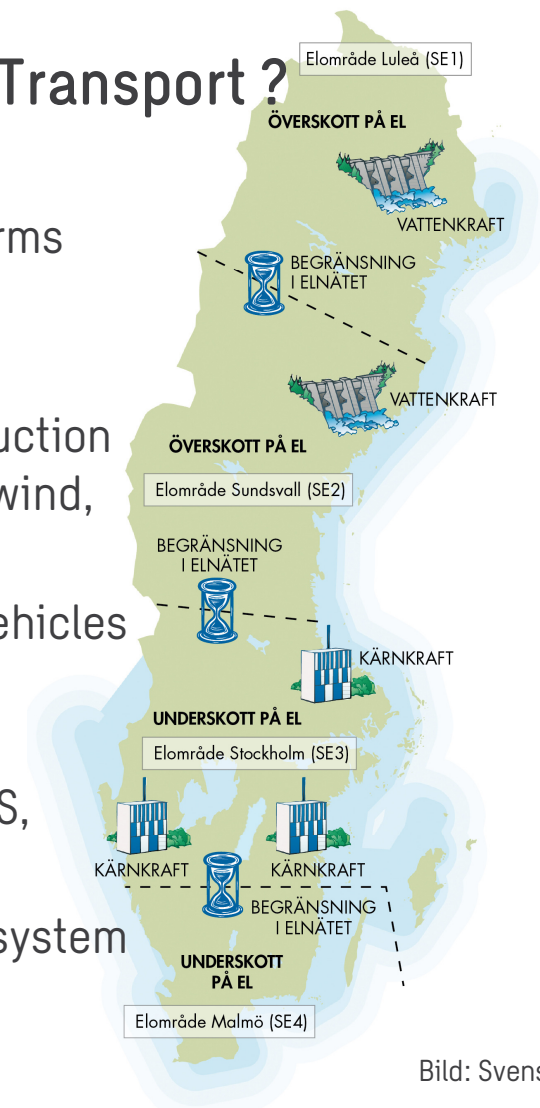 Transport ?
rms
uction
wind,
ehicles
S,
system
Elområde Luleå (SE1)
ÖVERSKOTT PÅ EL
VATTENKRAFT
BEGRÄNSNING
I ELNÄTET
VATTENKRAFT
ÖVERSKOTT PÅ EL
Elområde Sundsvall (SE2)
BEGRÄNSNING
I ELNÄTET
KÄRNKRAFT
UNDERSKOTT PÅ EL
Elområde Stockholm (SE3)
KÄRNKRAFT
KÄRNKRAFT
BEGRÄNSNING
I ELNÄTET
UNDERSKOTT
PÅ EL
Elområde Malmö (SE4)
Bild: Svens